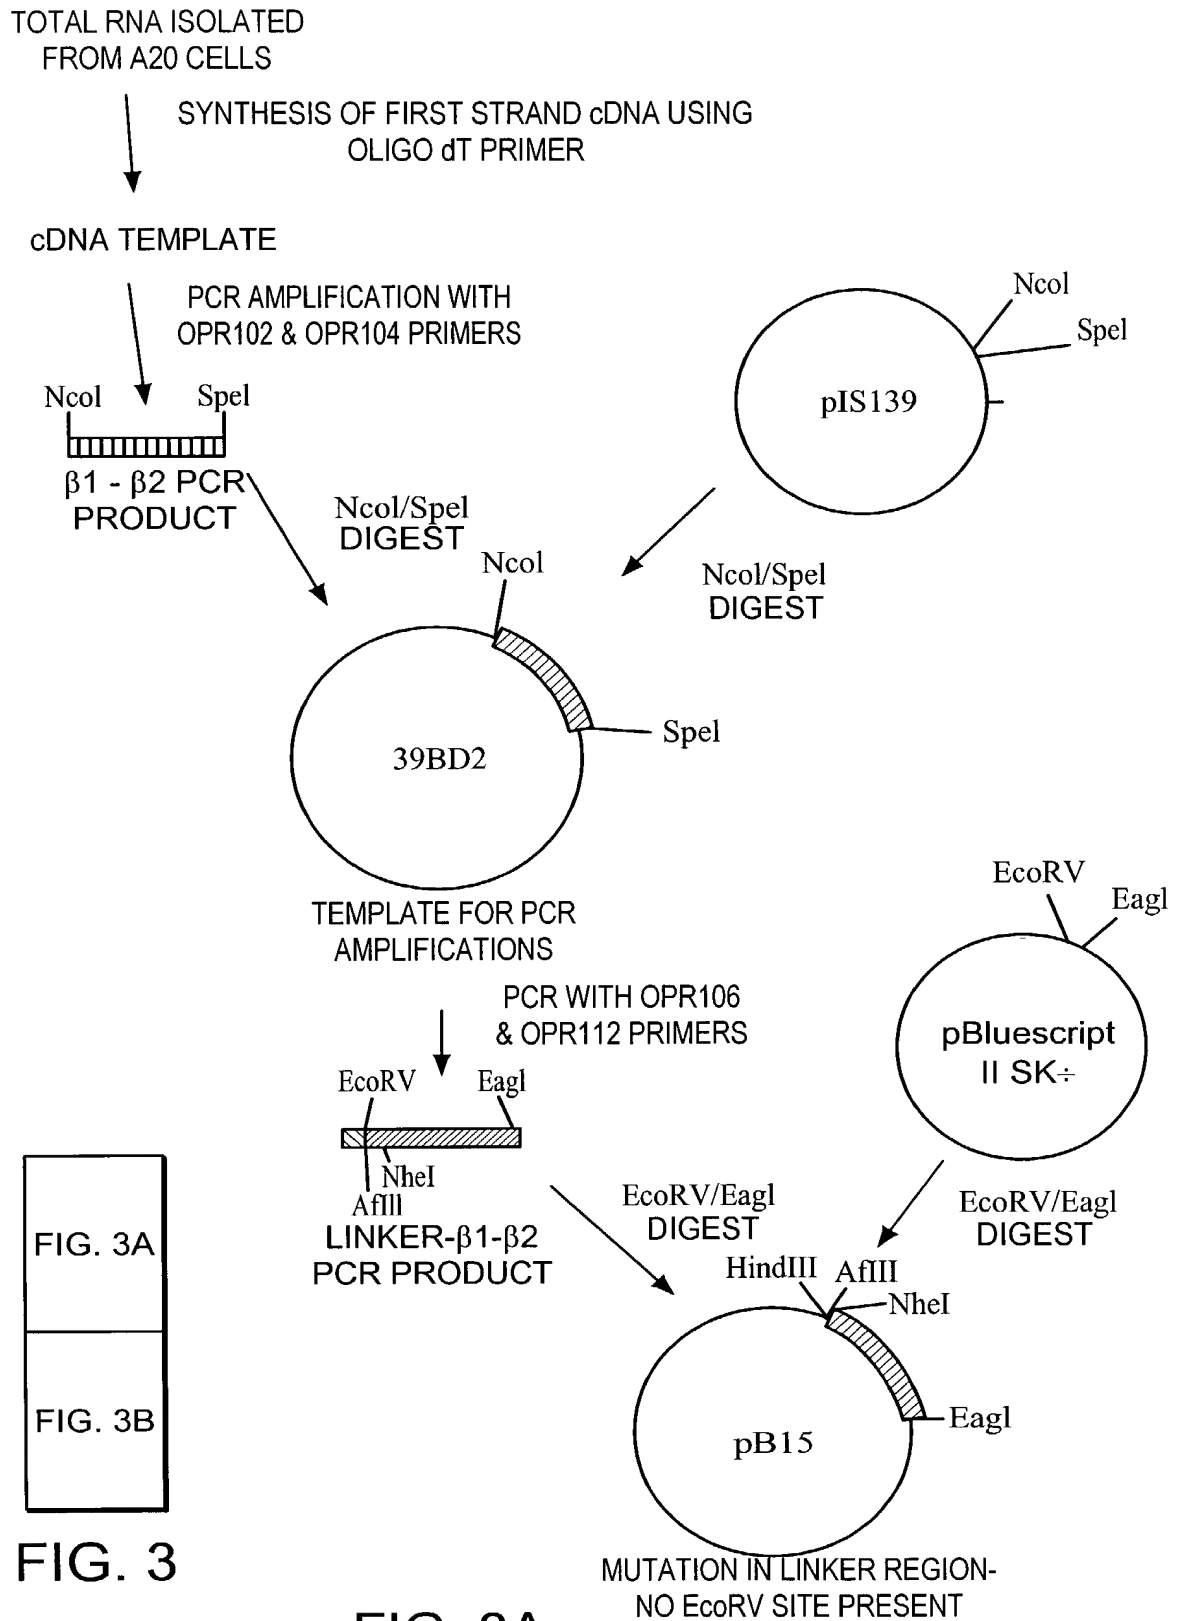 TOTAL RNA ISOLATED
FROM A20 CELLS
SYNTHESIS OF FIRST STRAND cDNA USING
OLIGO dT PRIMER
cDNA TEMPLATE
PCR AMPLIFICATION WITH
OPR102 & OPR104 PRIMERS
NcoI
SpeI
β1 - β2 PCR
PRODUCT
NcoI
SpeI
pIS139
NcoI/SpeI
DIGEST
NcoI/SpeI
DIGEST
NcoI
SpeI
39BD2
TEMPLATE FOR PCR
AMPLIFICATIONS
PCR WITH OPR106
& OPR112 PRIMERS
EcoRV
EagI
pBluescript
II SK÷
EcoRV
EagI
NheI
AflII
LINKER-β1-β2
PCR PRODUCT
EcoRV/EagI
DIGEST
EcoRV/EagI
DIGEST
HindIII
AflII
NheI
EagI
pB15
MUTATION IN LINKER REGION-
NO EcoRV SITE PRESENT
FIG. 3A
FIG. 3B
FIG. 3